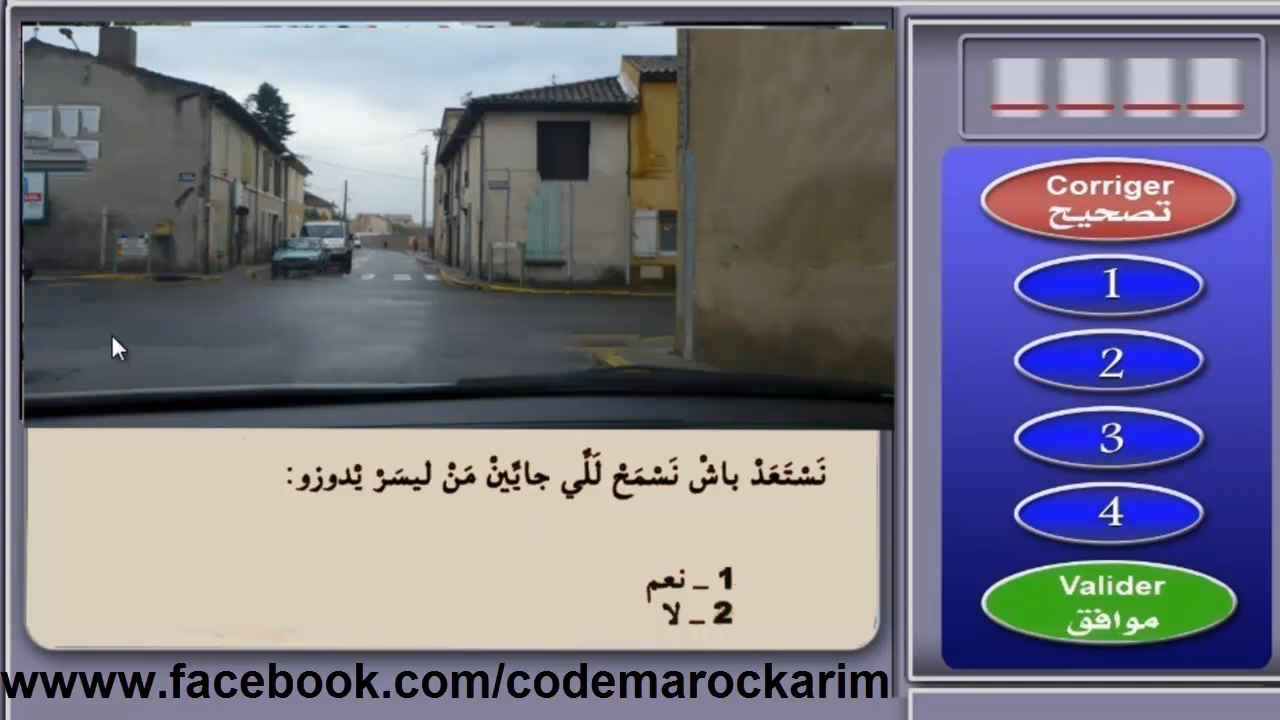 Corriger
تصحيح
1
2
3
4
Valider
موافق
نَسْتَعَدْ باشْ نَسْمَحْ لَلِّي جايِّينْ مَنْ ليسَرْ يْدوزو:
1 _ نعم
2 _ لا
wwww.facebook.com/codemarockarim